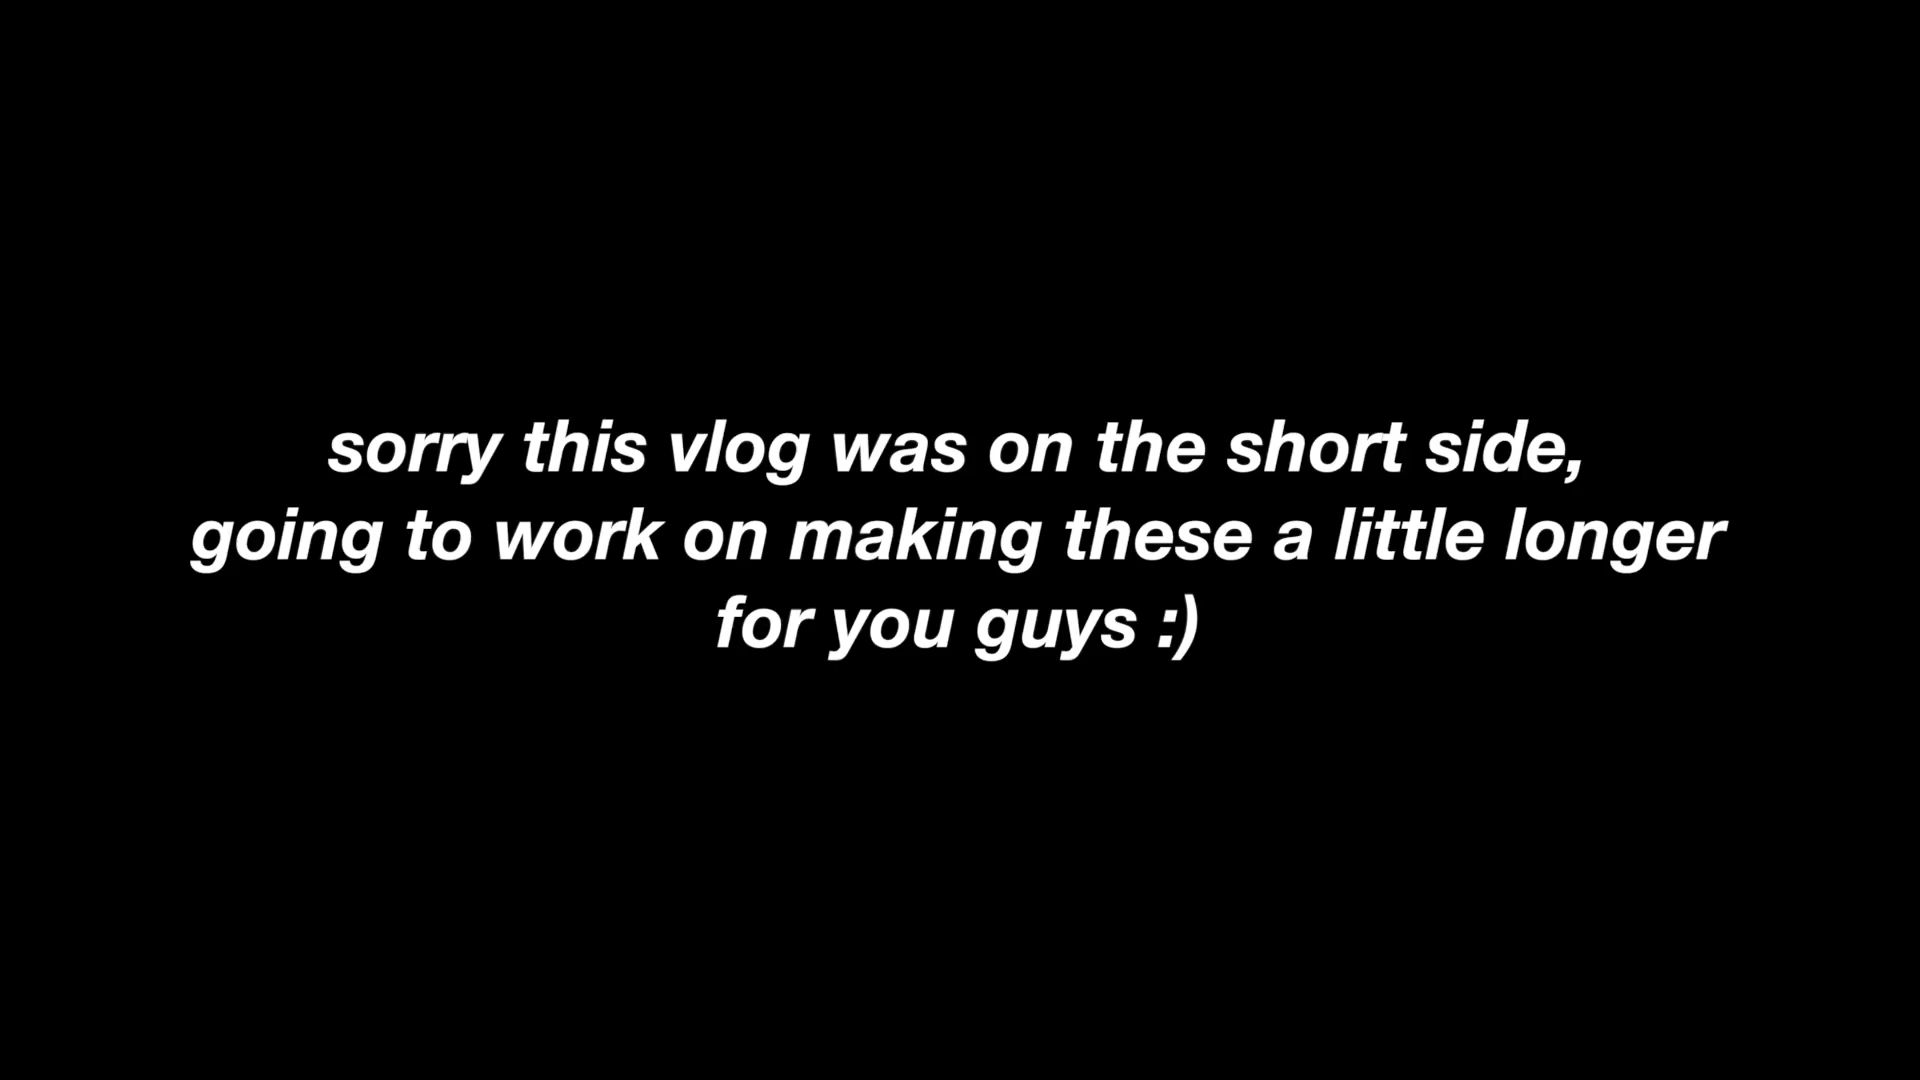 sorry this vlog was on the short side,
going to work on making these a little longer
for you guys :)